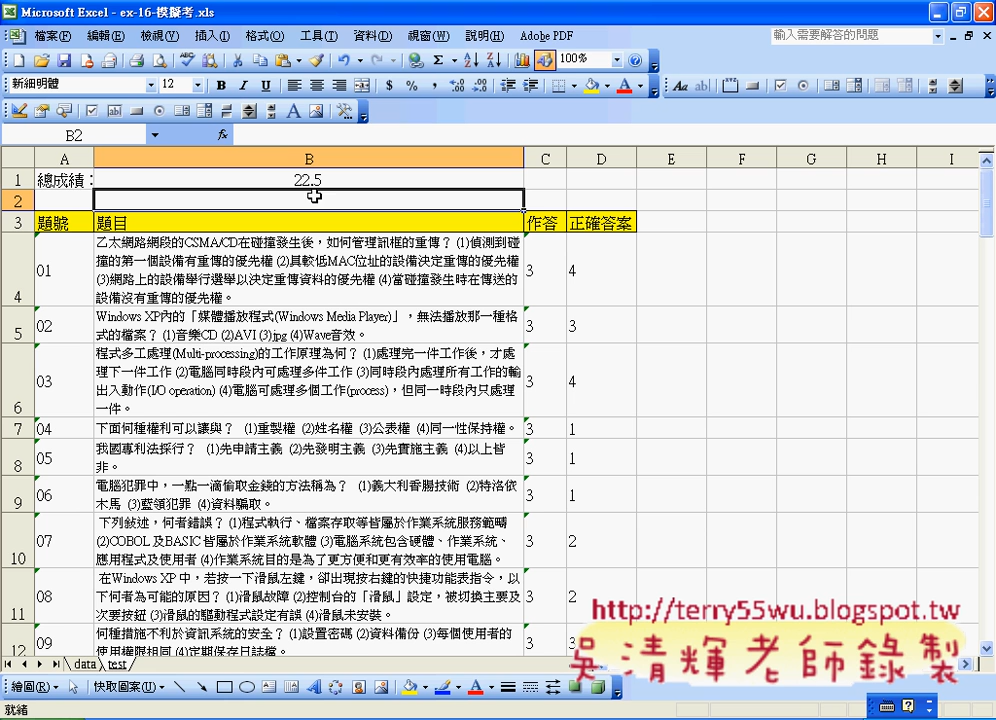 Microsoft Excel - ex-16-模擬考.xls
檔案(F) 編輯(E) 檢視(V) 插入(I) 格式(O) 工具(T) 資料(D) 視窗(W) 說明(H) Adobe PDF 輸入需要解答的問題
100%
新細明體 12 B I U $ %
B2 fx
A B C D E F G H I
1 總成績： 22.5
2
3 題號 題目 作答 正確答案
乙太網路網段的CSMA/CD在碰撞發生後，如何管理訊框的重傳？ (1)偵測到碰
撞的第一個設備有重傳的優先權 (2)具較低MAC位址的設備決定重傳的優先權
4 01 3 4
(3)網路上的設備舉行選舉以決定重傳資料的優先權 (4)當碰撞發生時在傳送的
設備沒有重傳的優先權。
Windows XP內的「媒體播放程式(Windows Media Player)」，無法播放那一種格
5 02 3 3
式的檔案？ (1)音樂CD (2)AVI (3)jpg (4)Wave音效。
程式多工處理(Multi-processing)的工作原理為何？ (1)處理完一件工作後，才處
理下一件工作 (2)電腦同時段內可處理多件工作 (3)同時段內處理所有工作的輸
6 03 3 4
出入動作(I/O operation) (4)電腦可處理多個工作(process)，但同一時段內只處理
一件。
7 04 下面何種權利可以讓與？ (1)重製權 (2)姓名權 (3)公表權 (4)同一性保持權。 3 1
我國專利法採行？ (1)先申請主義 (2)先發明主義 (3)先實施主義 (4)以上皆
8 05 3 1
非。
電腦犯罪中，一點一滴偷取金錢的方法稱為？ (1)義大利香腸技術 (2)特洛依
9 06 3 1
木馬 (3)藍領犯罪 (4)資料騙取。
下列敘述，何者錯誤？ (1)程式執行、檔案存取等皆屬於作業系統服務範疇
10 07 (2)COBOL 及BASIC 皆屬於作業系統軟體 (3)電腦系統包含硬體、作業系統、 3 2
應用程式及使用者 (4)作業系統目的是為了更方便和更有效率的使用電腦。
在Windows XP 中，若按一下滑鼠左鍵，卻出現按右鍵的快捷功能表指令，以
11 08 下何者為可能的原因？ (1)滑鼠故障 (2)控制台的「滑鼠」設定，被切換主要及 3 2
次要按鈕 (3)滑鼠的驅動程式設定有誤 (4)滑鼠未安裝。
何種措施不利於資訊系統的安全？ (1)設置密碼 (2)資料備份 (3)每個使用者的
12 09 3 3
使用權限相同 (4)定期保存日誌檔。
http://terry55wu.blogspot.tw
吳清輝老師錄製
data test
繪圖(R) 快取圖案(U)
就緒